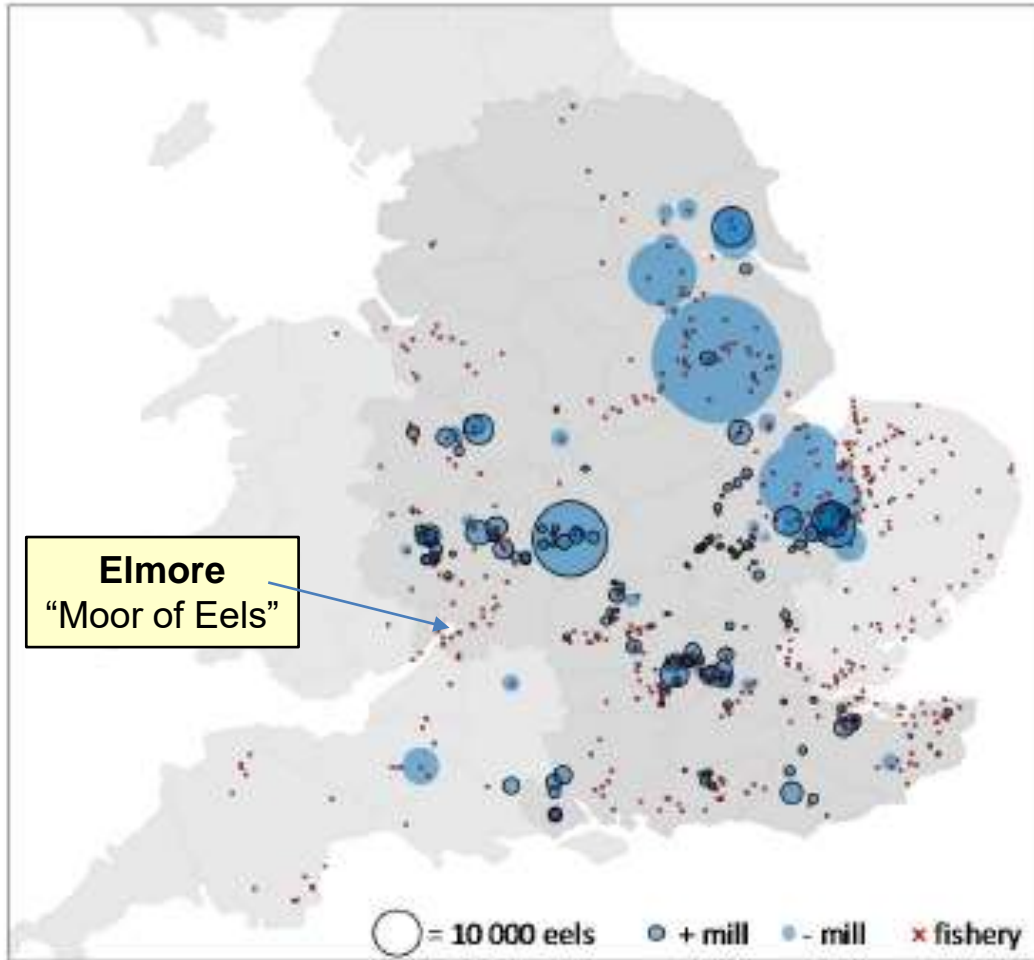 Elmore
“Moor of Eels”
= 10 000 eels + mill - mill × fishery